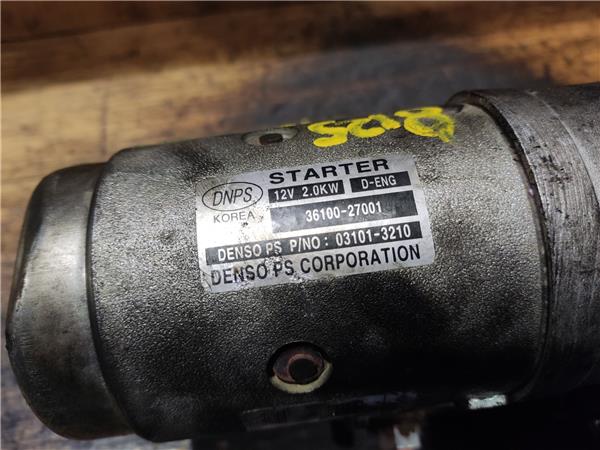 STARTER
DNPS 12V 2.0KW D-ENG
KOREA 36100-27001
DENSO PS P/NO: 03101-3210
DENSO PS CORPORATION